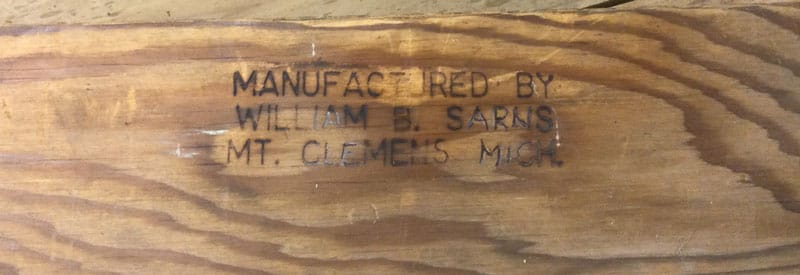 MANUFACTURED BY
WILLIAM B. SARNS
MT. CLEMENS MICH.